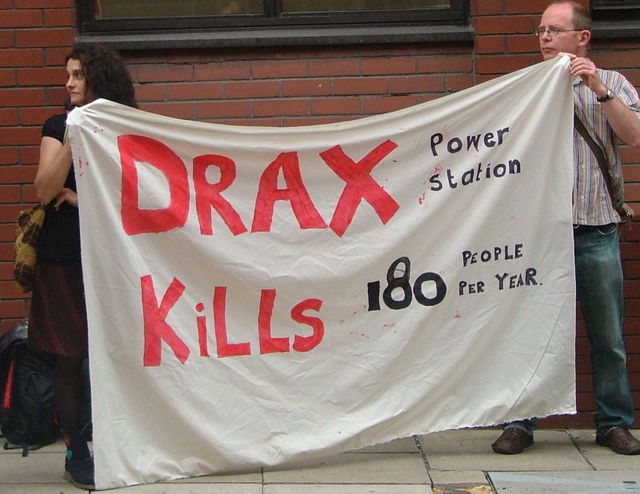 DRAX Power
Station
KiLLS 180 PEOPLE
PER YEAR.